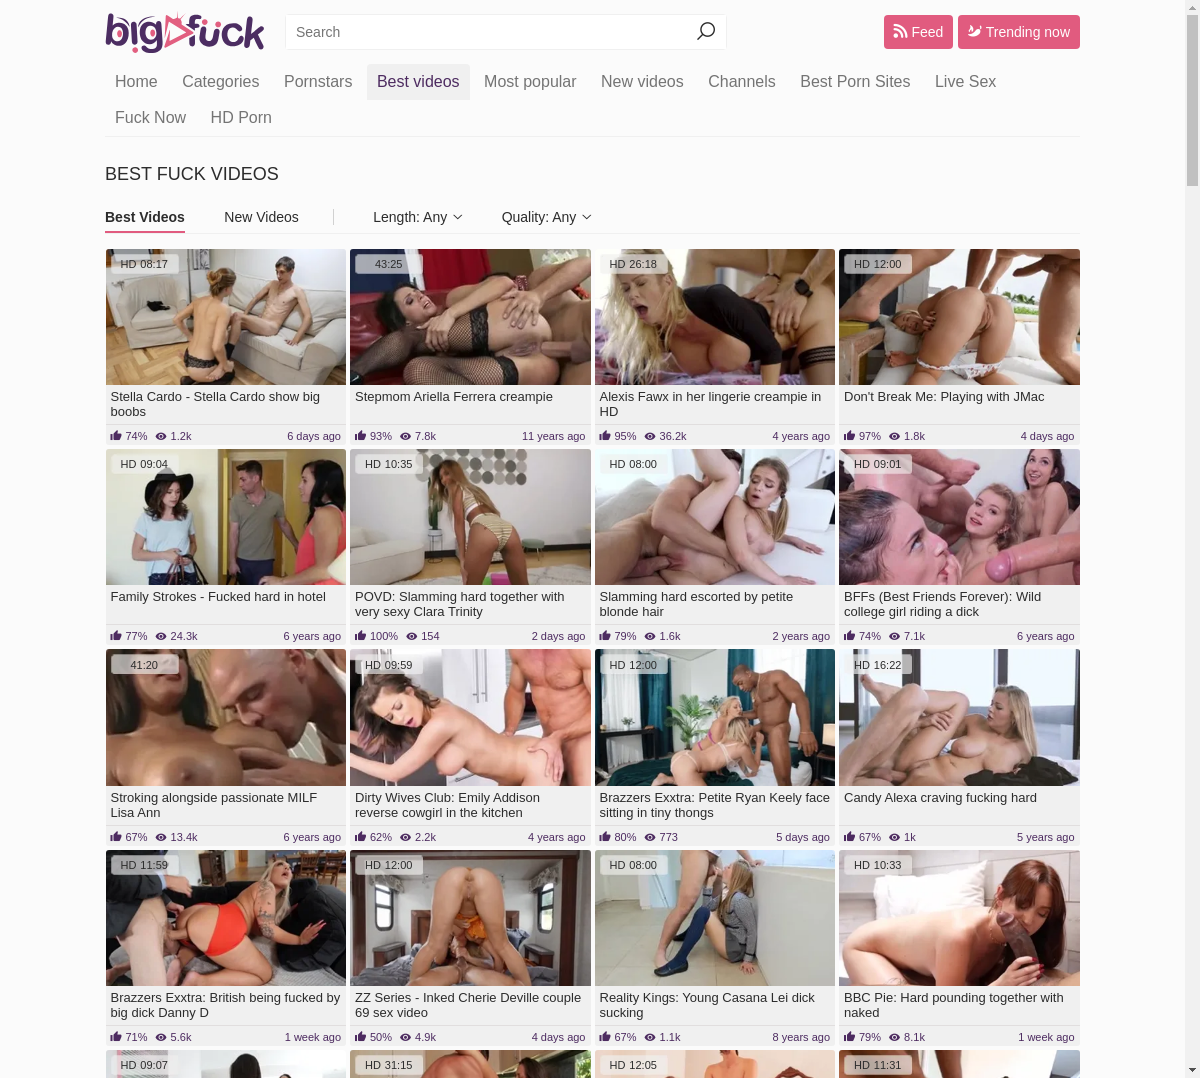 bigfuck
Search
Feed
Trending now
Home Categories Pornstars Best videos Most popular New videos Channels Best Porn Sites Live Sex
Fuck Now HD Porn
BEST FUCK VIDEOS
Best Videos New Videos Length: Any Quality: Any
HD 08:17
Stella Cardo - Stella Cardo show big
boobs
74% 1.2k 6 days ago
43:25
Stepmom Ariella Ferrera creampie
93% 7.8k 11 years ago
HD 26:18
Alexis Fawx in her lingerie creampie in
HD
95% 36.2k 4 years ago
HD 12:00
Don't Break Me: Playing with JMac
97% 1.8k 4 days ago
HD 09:04
Family Strokes - Fucked hard in hotel
77% 24.3k 6 years ago
HD 10:35
POVD: Slamming hard together with
very sexy Clara Trinity
100% 154 2 days ago
HD 08:00
Slamming hard escorted by petite
blonde hair
79% 1.6k 2 years ago
HD 09:01
BFFs (Best Friends Forever): Wild
college girl riding a dick
74% 7.1k 6 years ago
41:20
Stroking alongside passionate MILF
Lisa Ann
67% 13.4k 6 years ago
HD 09:59
Dirty Wives Club: Emily Addison
reverse cowgirl in the kitchen
62% 2.2k 4 years ago
HD 12:00
Brazzers Exxtra: Petite Ryan Keely face
sitting in tiny thongs
80% 773 5 days ago
HD 16:22
Candy Alexa craving fucking hard
67% 1k 5 years ago
HD 11:59
Brazzers Exxtra: British being fucked by
big dick Danny D
71% 5.6k 1 week ago
HD 12:00
ZZ Series - Inked Cherie Deville couple
69 sex video
50% 4.9k 4 days ago
HD 08:00
Reality Kings: Young Casana Lei dick
sucking
67% 1.1k 8 years ago
HD 10:33
BBC Pie: Hard pounding together with
naked
79% 8.1k 1 week ago
HD 09:07
HD 31:15
HD 12:05
HD 11:31